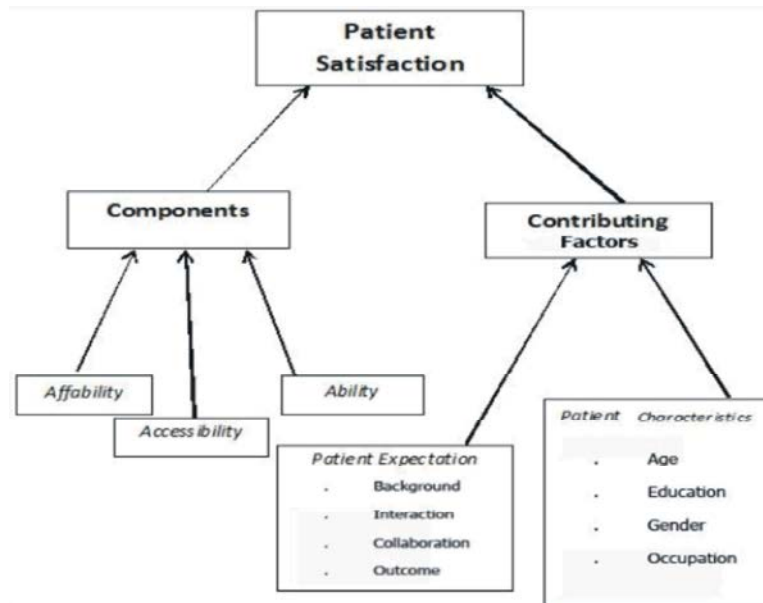 Patient
Satisfaction
Components
Contributing
Factors
Affability
Accessibility
Ability
Patient Expectation
. Background
. Interaction
. Collaboration
. Outcome
Patient Characteristics
. Age
. Education
. Gender
. Occupation